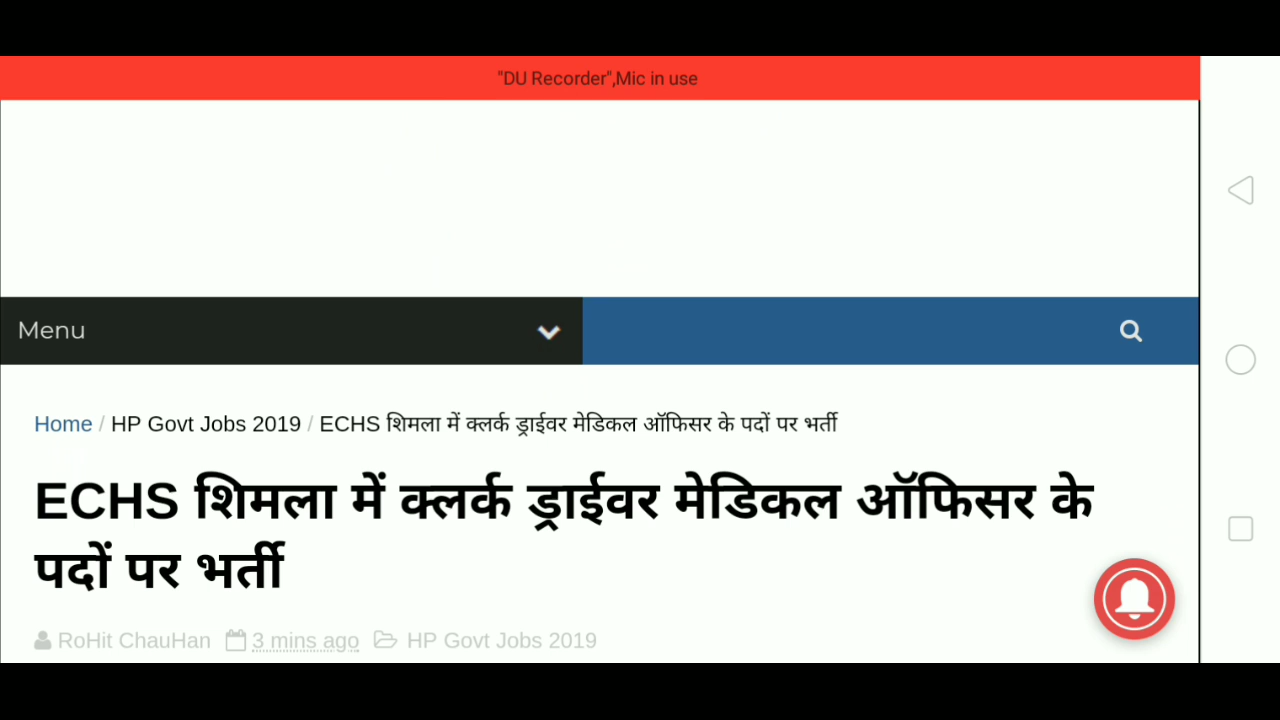 "DU Recorder",Mic in use
Menu
Home / HP Govt Jobs 2019 / ECHS शिमला में क्लर्क ड्राईवर मेडिकल ऑफिसर के पदों पर भर्ती
ECHS शिमला में क्लर्क ड्राईवर मेडिकल ऑफिसर के
पदों पर भर्ती
RoHit ChauHan 3 mins ago HP Govt Jobs 2019